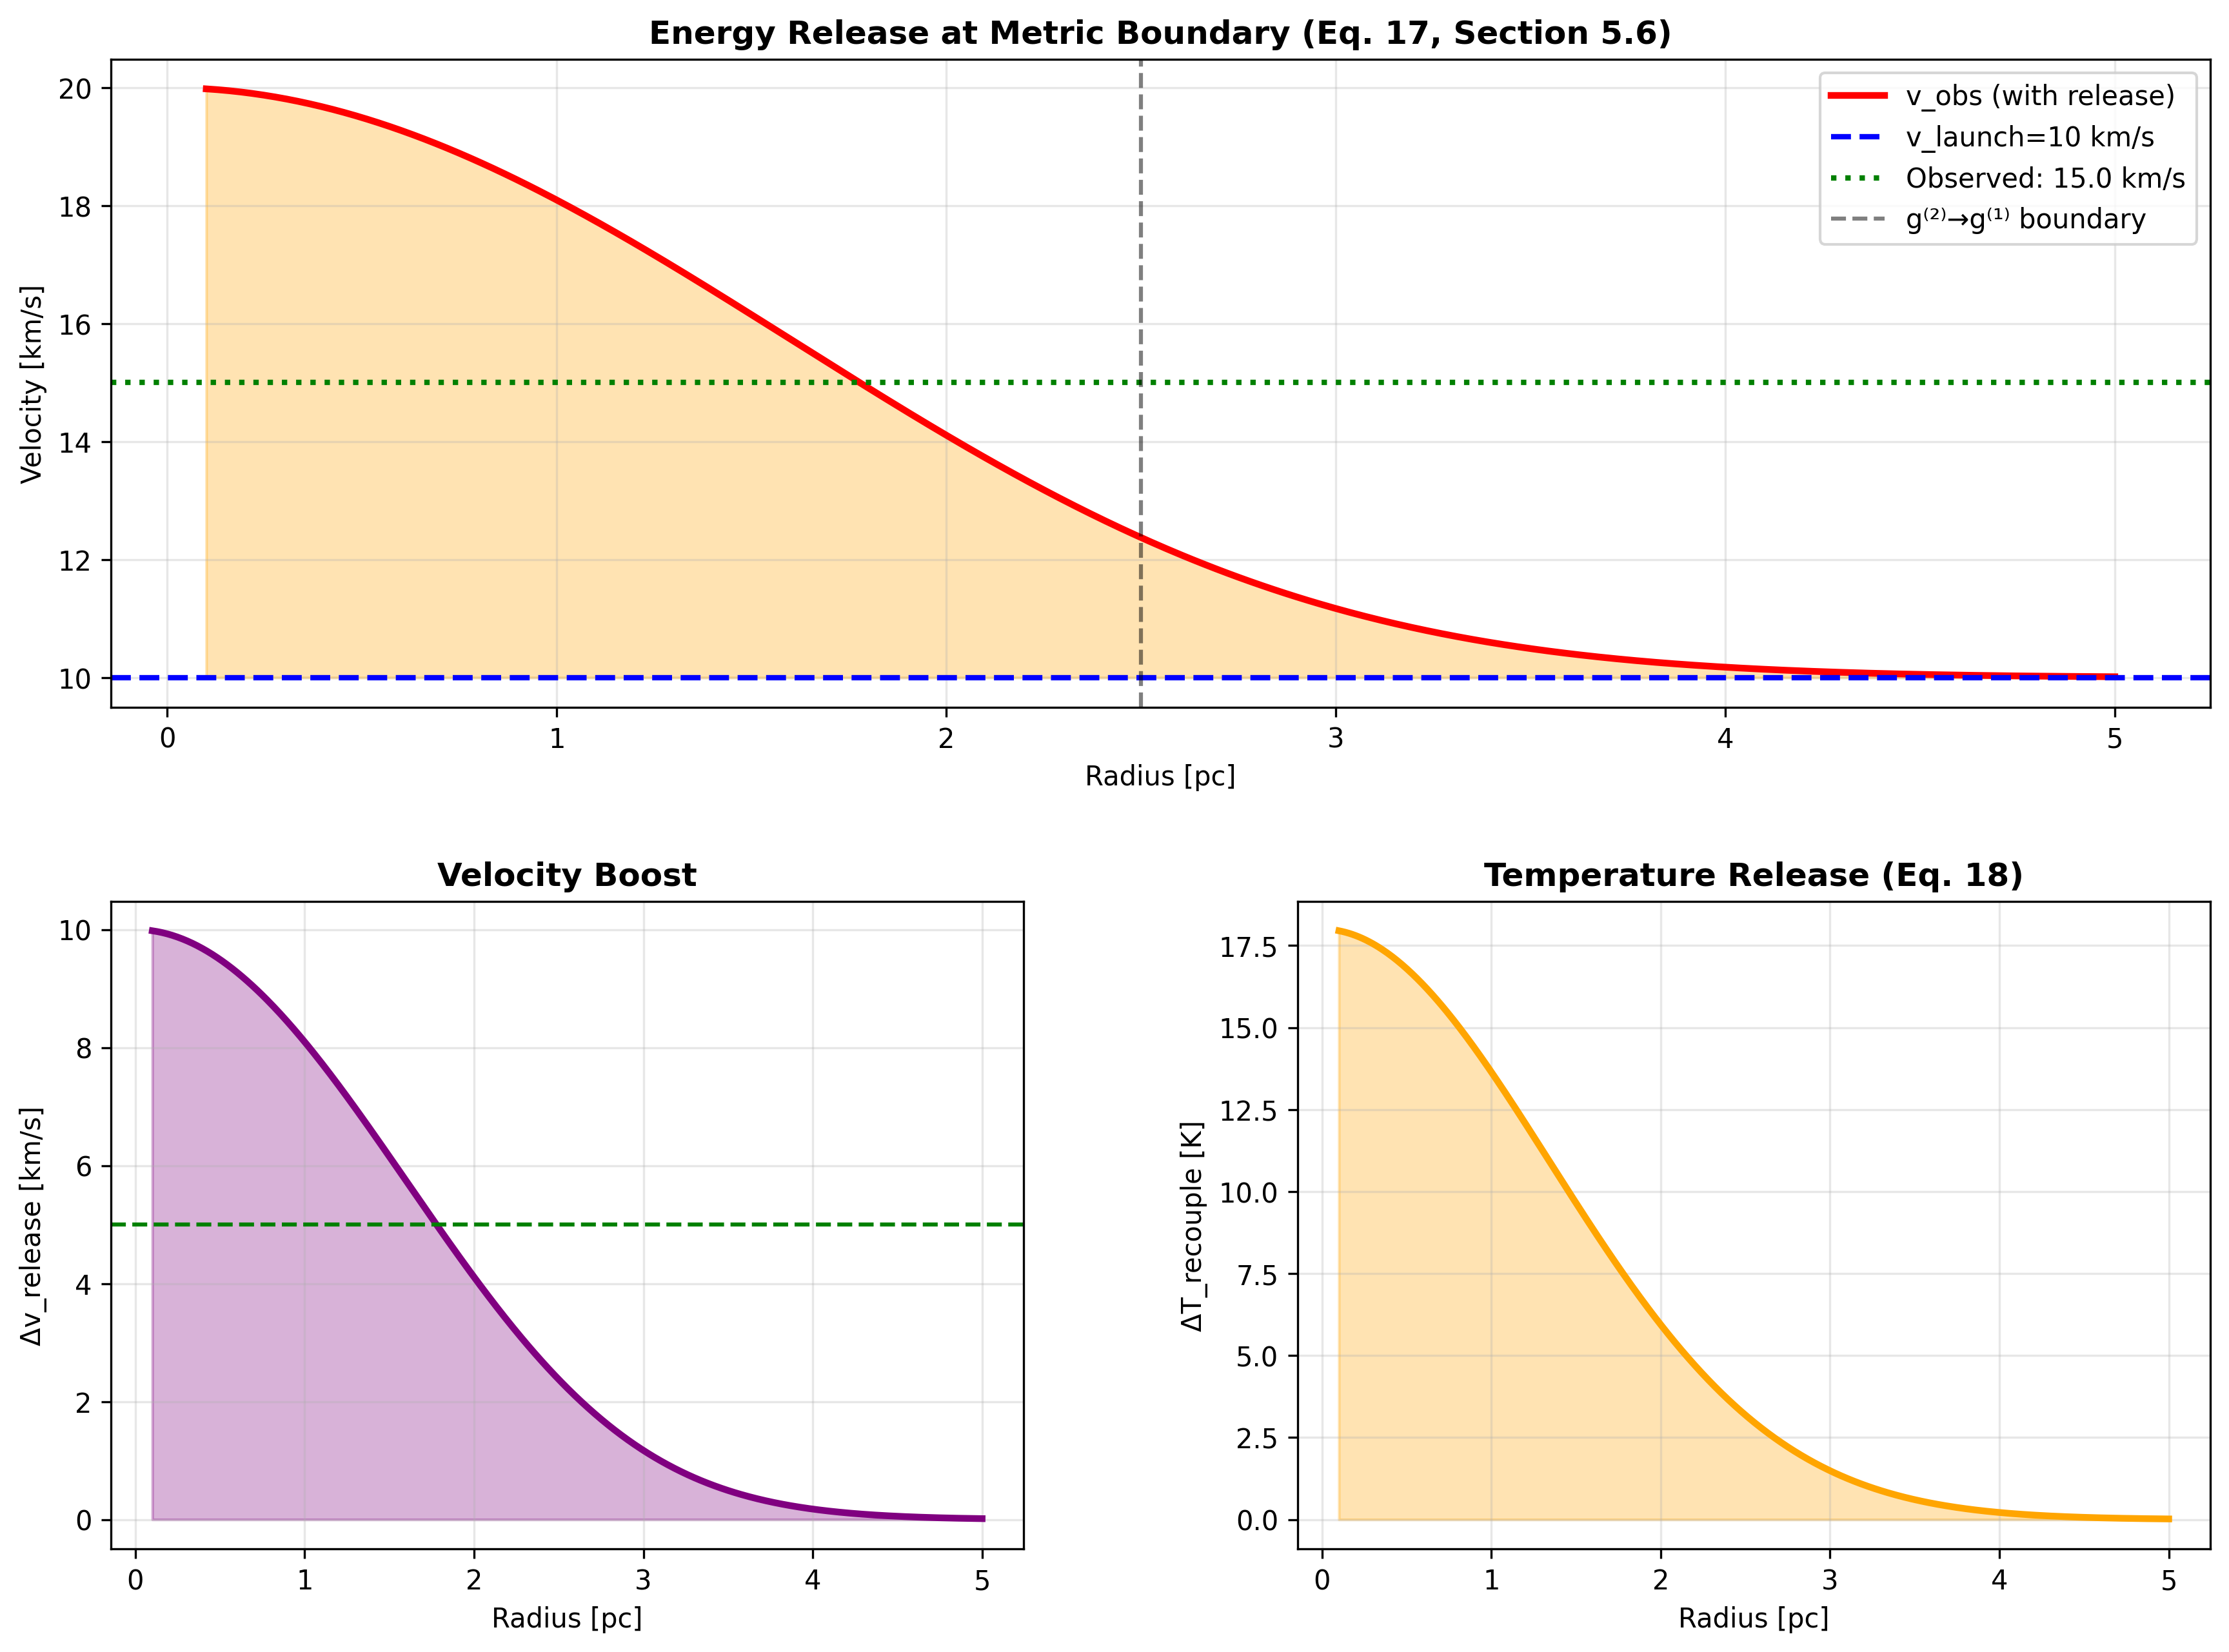 Energy Release at Metric Boundary (Eq. 17, Section 5.6)
Velocity [km/s]
20
18
16
14
12
10
v_obs (with release)
v_launch=10 km/s
Observed: 15.0 km/s
g⁽²⁾→g⁽¹⁾ boundary
0 1 2 3 4 5
Radius [pc]
Velocity Boost
Δv_release [km/s]
10
8
6
4
2
0
0 1 2 3 4 5
Radius [pc]
Temperature Release (Eq. 18)
ΔT_recouple [K]
17.5
15.0
12.5
10.0
7.5
5.0
2.5
0.0
0 1 2 3 4 5
Radius [pc]